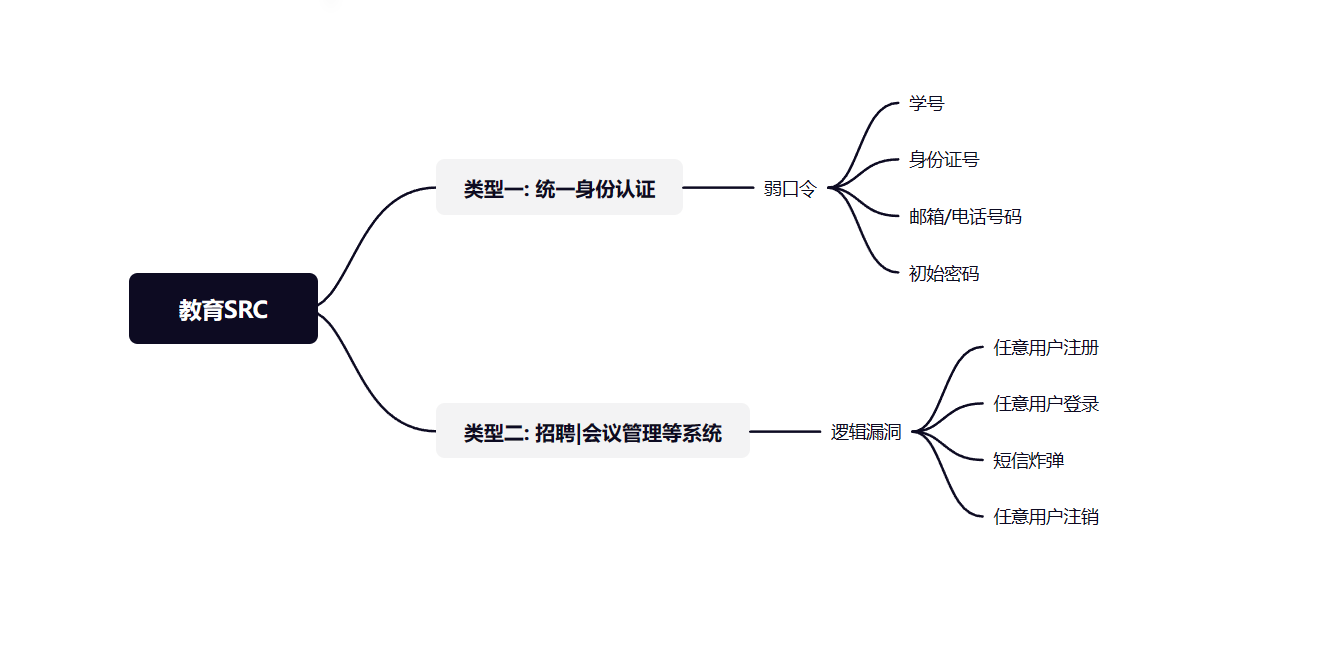 教育SRC
类型一: 统一身份认证
弱口令
学号
身份证号
邮箱/电话号码
初始密码
类型二: 招聘|会议管理等系统
逻辑漏洞
任意用户注册
任意用户登录
短信炸弹
任意用户注销